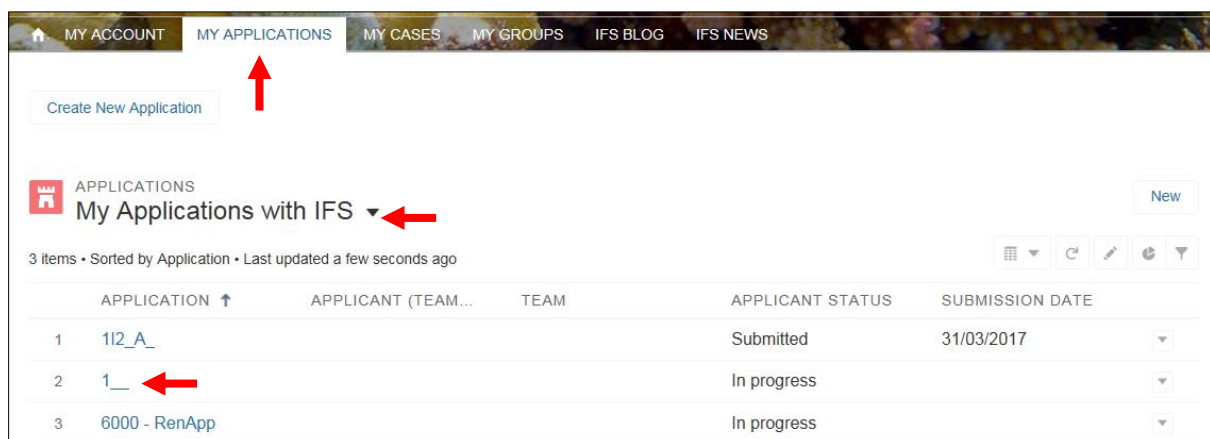 MY ACCOUNT MY APPLICATIONS MY CASES MY GROUPS IFS BLOG IFS NEWS
Create New Application
APPLICATIONS
My Applications with IFS
New
3 items • Sorted by Application • Last updated a few seconds ago
APPLICATION ↑ APPLICANT (TEAM... TEAM APPLICANT STATUS SUBMISSION DATE
1 1I2_A_ Submitted 31/03/2017
2 1__ In progress
3 6000 - RenApp In progress